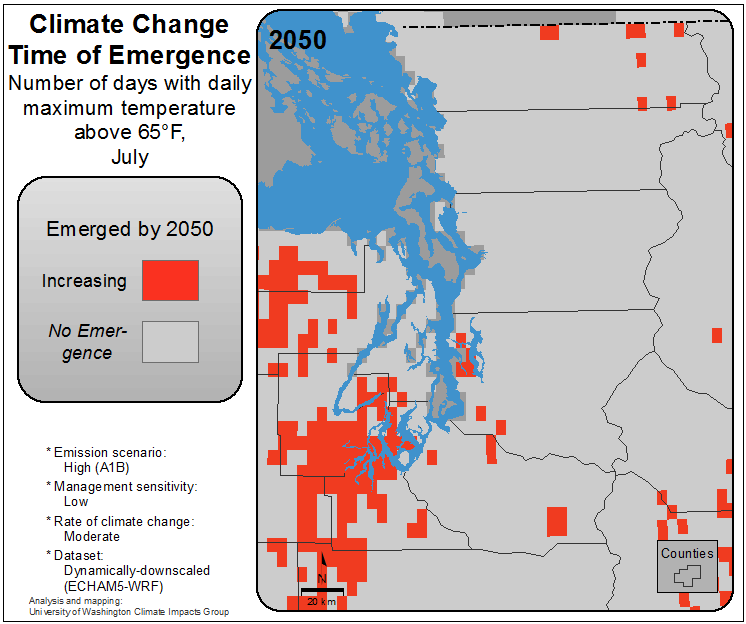 Climate Change
Time of Emergence
Number of days with daily
maximum temperature
above 65°F,
July
Emerged by 2050
Increasing
No Emer-
gence
* Emission scenario:
High (A1B)
* Management sensitivity:
Low
* Rate of climate change:
Moderate
* Dataset:
Dynamically-downscaled
(ECHAM5-WRF)
Analysis and mapping:
University of Washington Climate Impacts Group
2050
N
20 km
Counties